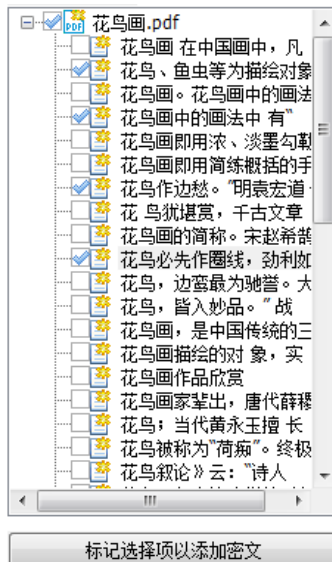 花鸟画.pdf
花鸟画 在中国画中，凡
花鸟、鱼虫等为描绘对象
花鸟画。花鸟画中的画法
花鸟画中的画法中 有“
花鸟画即用浓、淡墨勾勒
花鸟画即用简练概括的手
花鸟作边愁。”明袁宏道
花 鸟犹堪赏，千古文章
花鸟画的简称。宋赵希鹄
花鸟必先作圈线，劲利如
花鸟，边鸾最为驰誉。大
花鸟，皆入妙品。” 战
花鸟画，是中国传统的三
花鸟画描绘的对 象，实
花鸟画作品欣赏
花鸟画家辈出，唐代薛稷
花鸟；当代黄永玉擅 长
花鸟被称为“荷痴”。终极
花鸟叙论》云：“诗人
标记选择项以添加密文